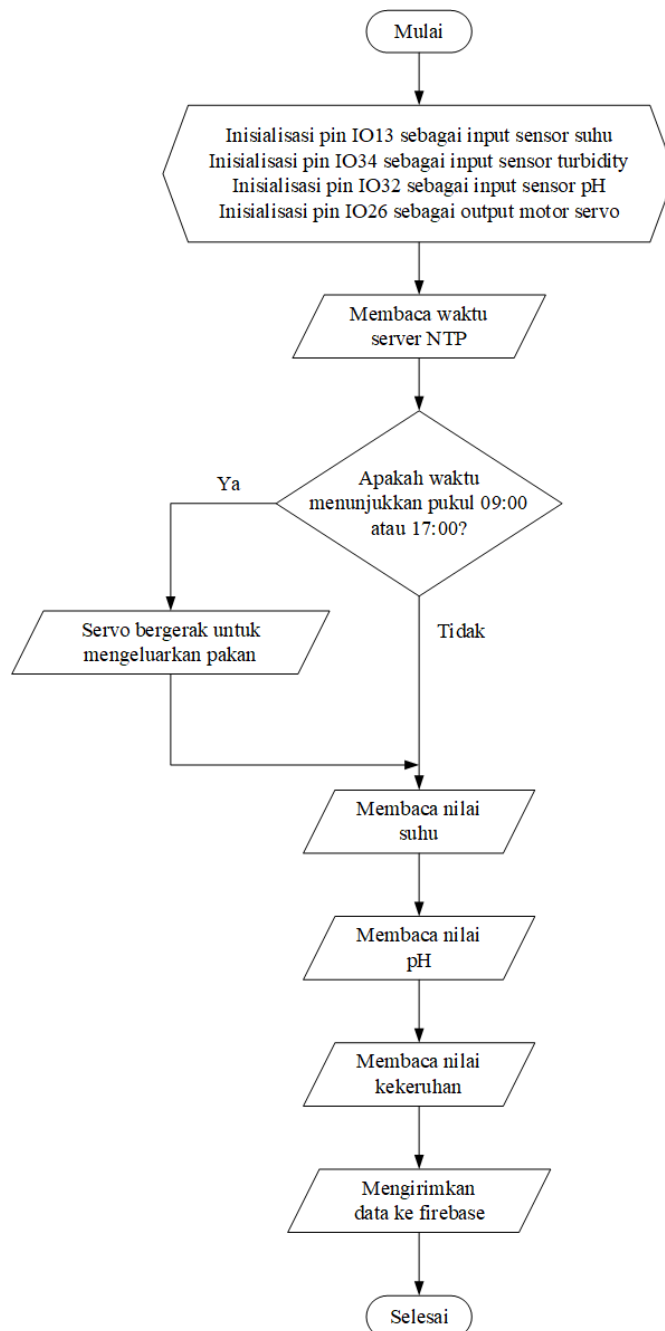 Mulai
Inisialisasi pin IO13 sebagai input sensor suhu
Inisialisasi pin IO34 sebagai input sensor turbidity
Inisialisasi pin IO32 sebagai input sensor pH
Inisialisasi pin IO26 sebagai output motor servo
Membaca waktu
server NTP
Apakah waktu
menunjukkan pukul 09:00
atau 17:00?
Ya
Servo bergerak untuk
mengeluarkan pakan
Tidak
Membaca nilai
suhu
Membaca nilai
pH
Membaca nilai
kekeruhan
Mengirimkan
data ke firebase
Selesai